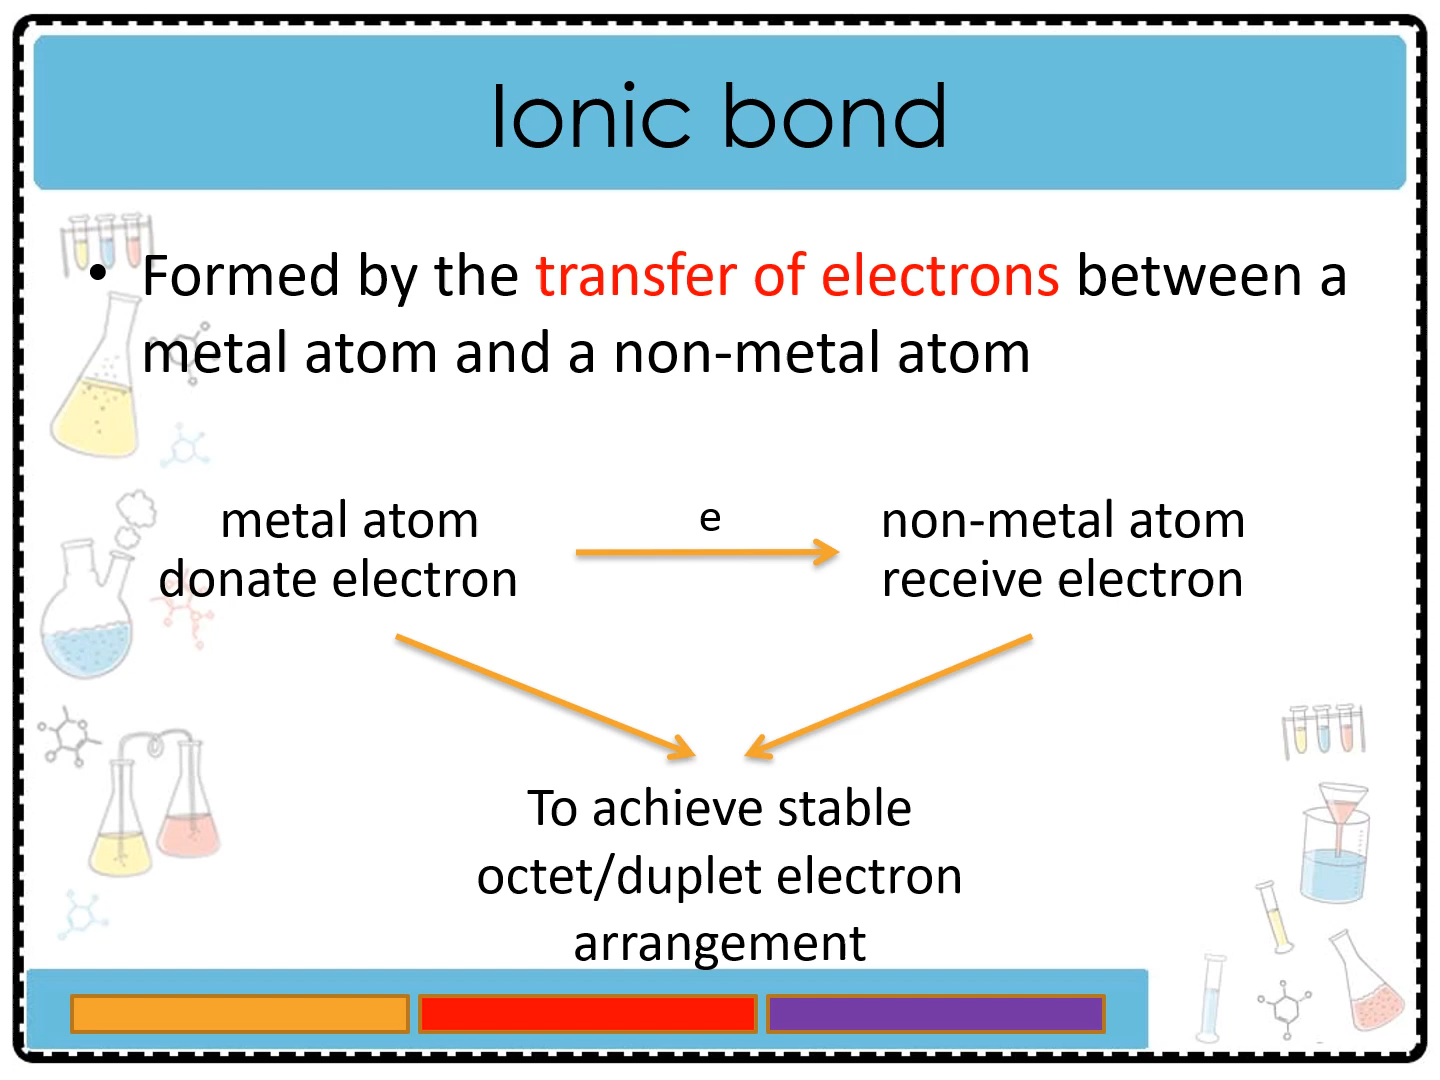 Ionic bond
• Formed by the transfer of electrons between a
metal atom and a non-metal atom
metal atom
donate electron
e
non-metal atom
receive electron
To achieve stable
octet/duplet electron
arrangement